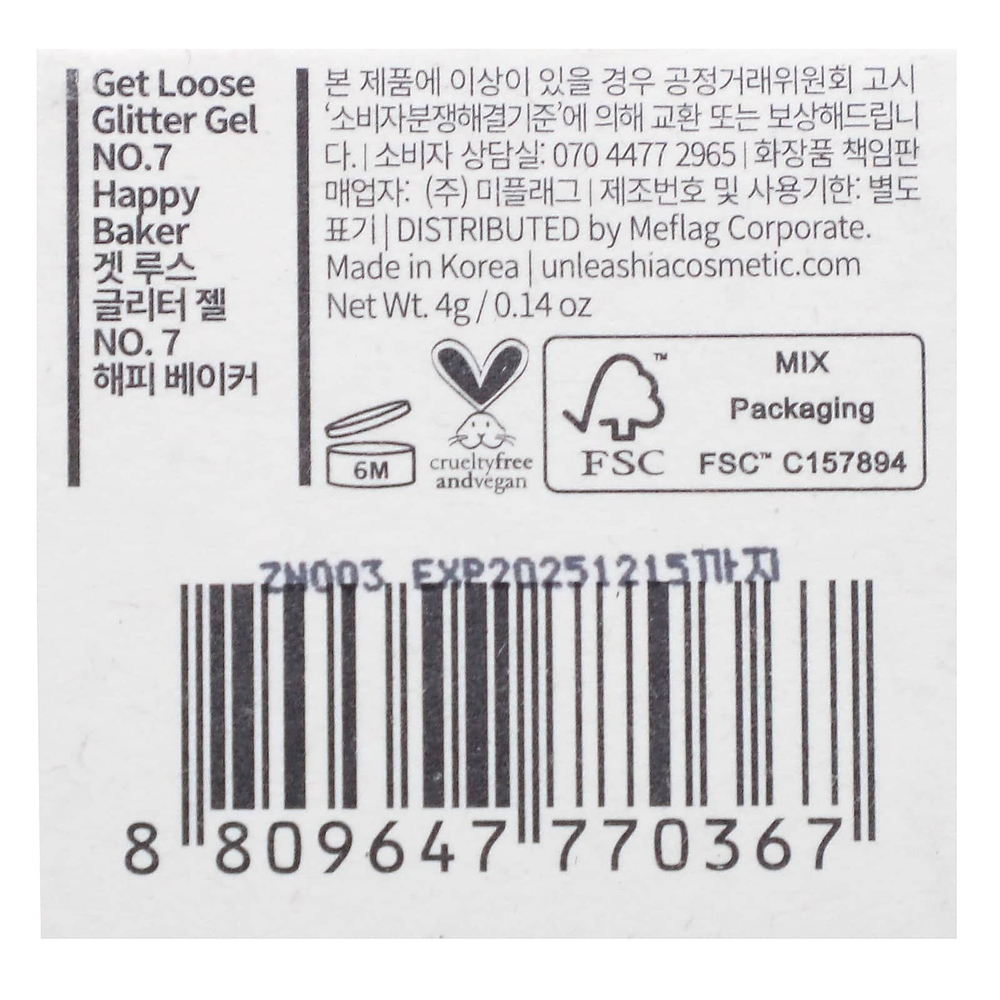 Get Loose
Glitter Gel
NO.7
Happy
Baker
겟 루스
글리터 젤
NO. 7
해피 베이커
본 제품에 이상이 있을 경우 공정거래위원회 고시
‘소비자분쟁해결기준’에 의해 교환 또는 보상해드립니
다. | 소비자 상담실: 070 4477 2965 | 화장품 책임판
매업자: (주) 미플래그 | 제조번호 및 사용기한: 별도
표기 | DISTRIBUTED by Meflag Corporate.
Made in Korea | unleashiacosmetic.com
Net Wt. 4g / 0.14 oz
6M
crueltyfree
andvegan
FSC
™
MIX
Packaging
FSC™ C157894
ZN003 EXP20251215까지
8 809647 770367